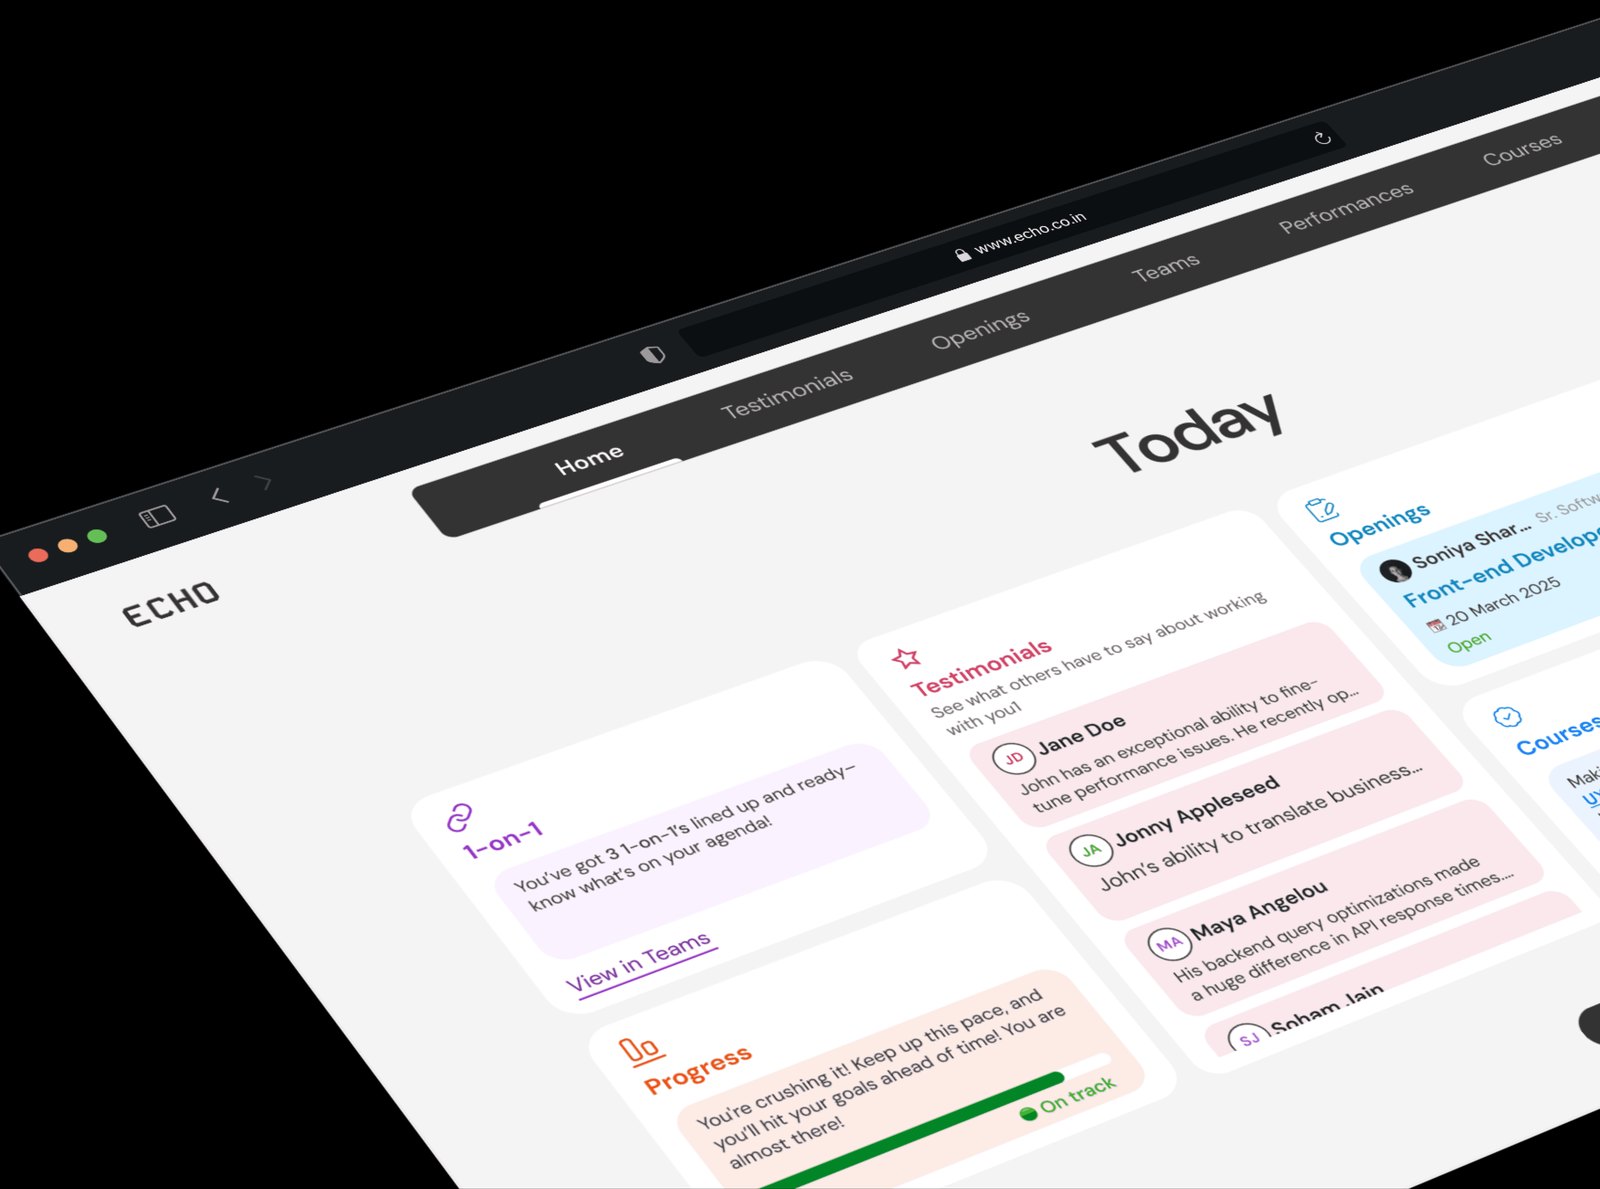 www.echo.co.in
Home
Testimonials
Openings
Teams
Performances
Courses
ECHO
Today
1-on-1
You've got 3 1-on-1's lined up and ready–
know what's on your agenda!
View in Teams
Progress
You're crushing it! Keep up this pace, and
you'll hit your goals ahead of time! You are
almost there!
On track
Testimonials
See what others have to say about working
with you1
JD Jane Doe
John has an exceptional ability to fine-
tune performance issues. He recently op...
JA Jonny Appleseed
John's ability to translate business...
MA Maya Angelou
His backend query optimizations made
a huge difference in API response times....
SJ Soham Jain
Openings
Soniya Shar... Sr. Softw
Front-end Develop
20 March 2025
Open
Courses